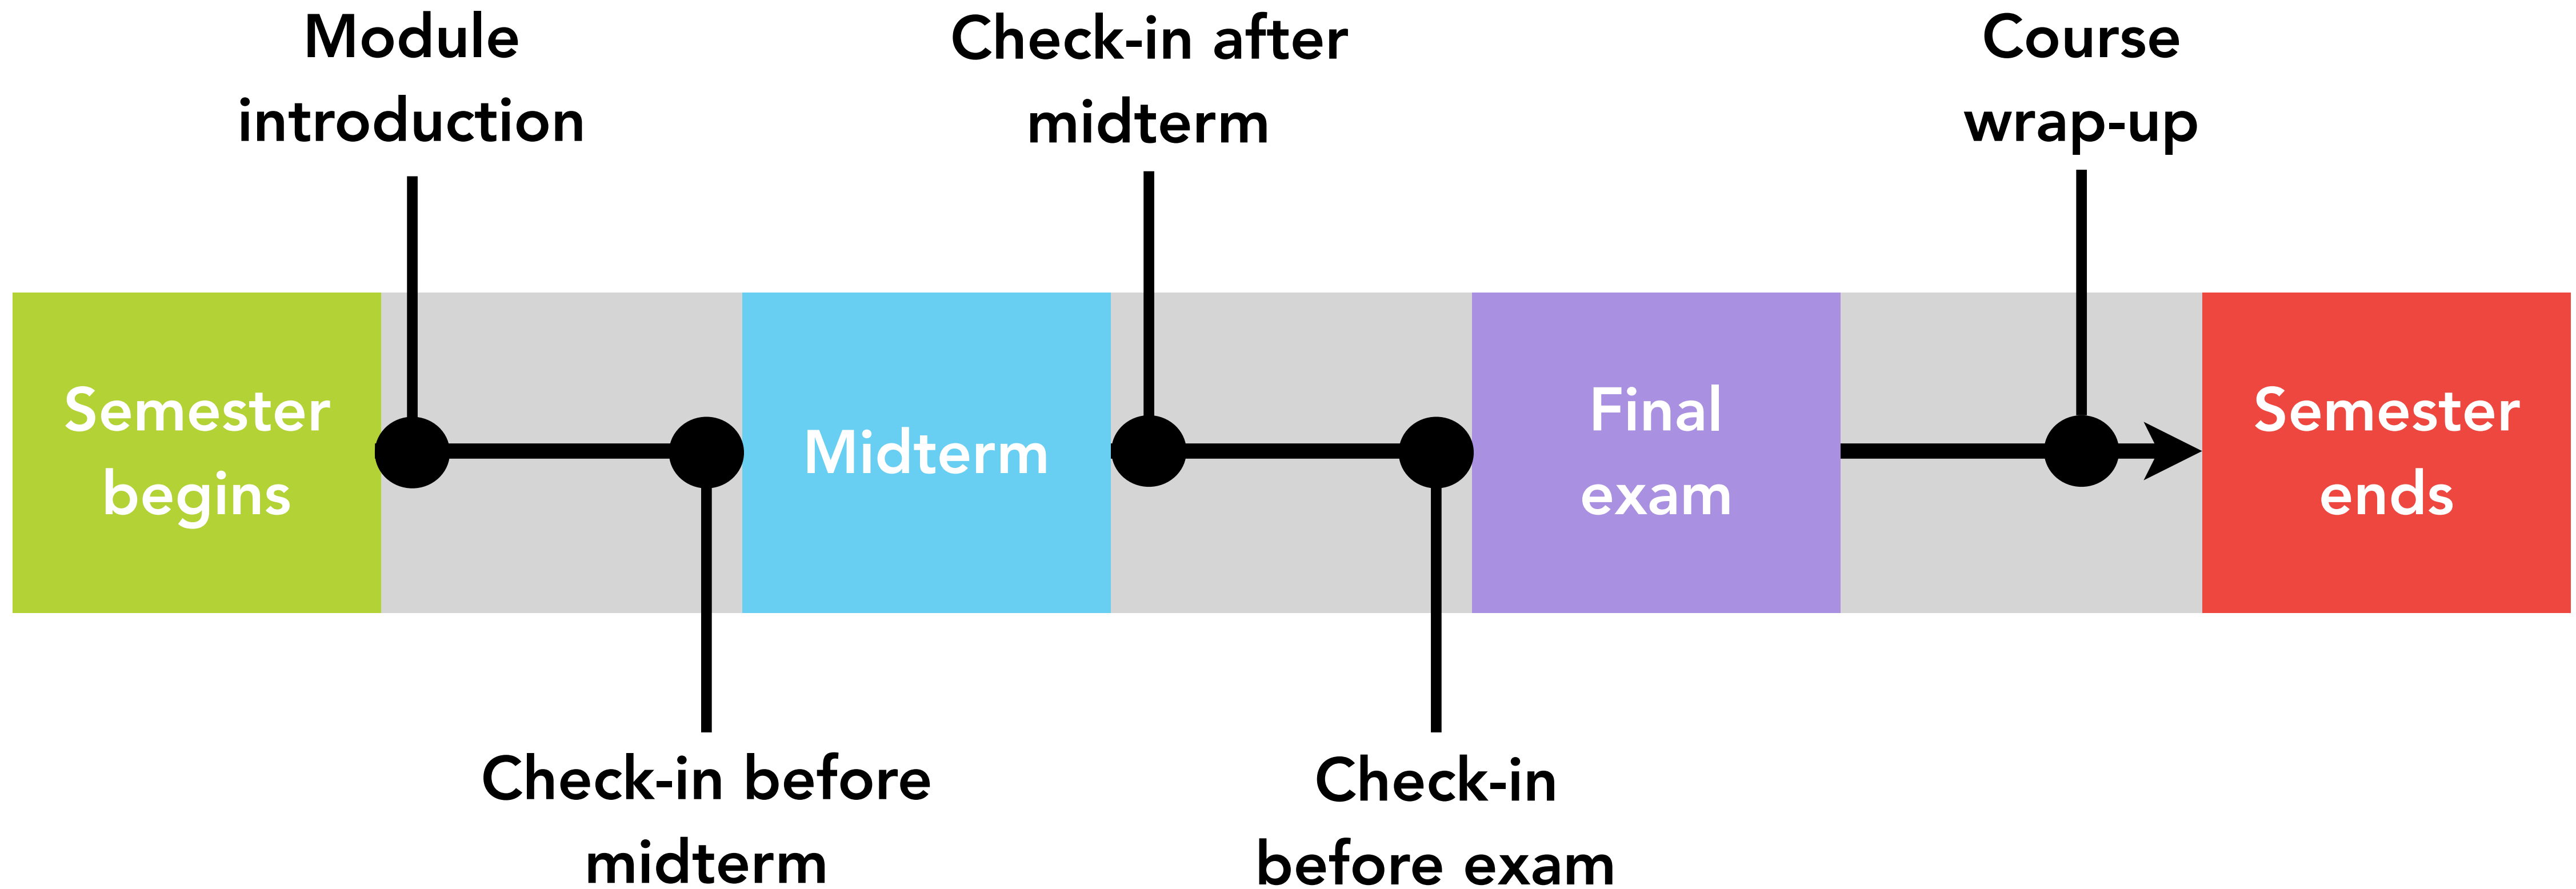 Module
introduction
Check-in after
midterm
Course
wrap-up
Semester
begins
Midterm
Final
exam
Semester
ends
Check-in before
midterm
Check-in
before exam